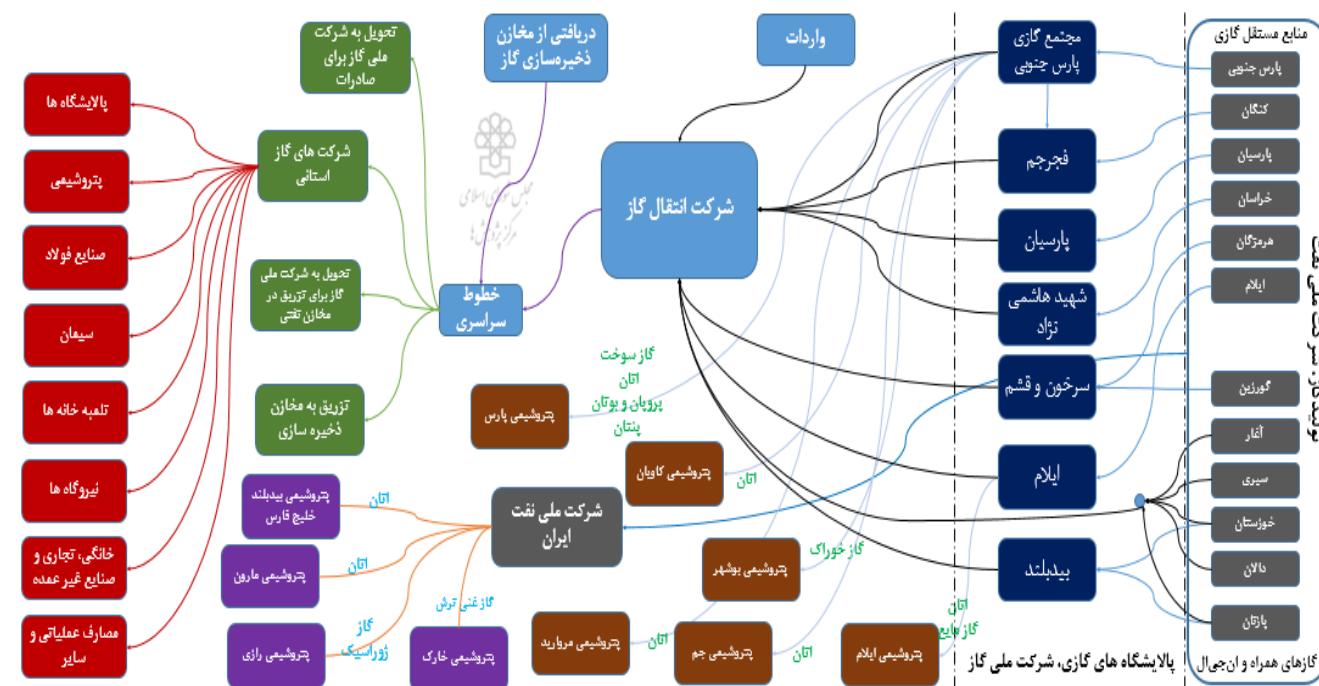 منابع مستقل گازی
پارس جنوبی
کنگان
پارسیان
خراسان
هرمزگان
ایلام
گورزین
آغار
سیری
خوزستان
دالان
پازنان
گازهای همراه و ان‌جی‌ال
تولید گاز، شرکت ملی نفت
مجتمع گازی
پارس جنوبی
فجرجم
پارسیان
شهید هاشمی
نژاد
سرخون و قشم
ایلام
بیدبلند
پالایشگاه های گازی، شرکت ملی گاز
واردات
دریافتی از مخازن
ذخیره‌سازی گاز
شرکت انتقال گاز
خطوط
سراسری
مجلس شورای اسلامی
مرکز پژوهش‌ها
تحویل به شرکت
ملی گاز برای
صادرات
شرکت های گاز
استانی
تحویل به شرکت ملی
گاز برای تزریق در
مخازن نفتی
تزریق به مخازن
ذخیره سازی
پالایشگاه ها
پتروشیمی
صنایع فولاد
سیمان
تلمبه خانه ها
نیروگاه ها
خانگی، تجاری و
صنایع غیر عمده
مصارف عملیاتی و
سایر
گاز سوخت
اتان
پروپان و بوتان
پنتان
پتروشیمی پارس
پتروشیمی کاویان
اتان
شرکت ملی نفت
ایران
پتروشیمی بوشهر
گاز خوراک
پتروشیمی مروارید
اتان
پتروشیمی جم
اتان
پتروشیمی ایلام
اتان
گاز مایع
پتروشیمی بیدبلند
خلیج فارس
اتان
پتروشیمی مارون
اتان
پتروشیمی رازی
گاز
ژوراسیک
پتروشیمی خارک
گاز غنی ترش